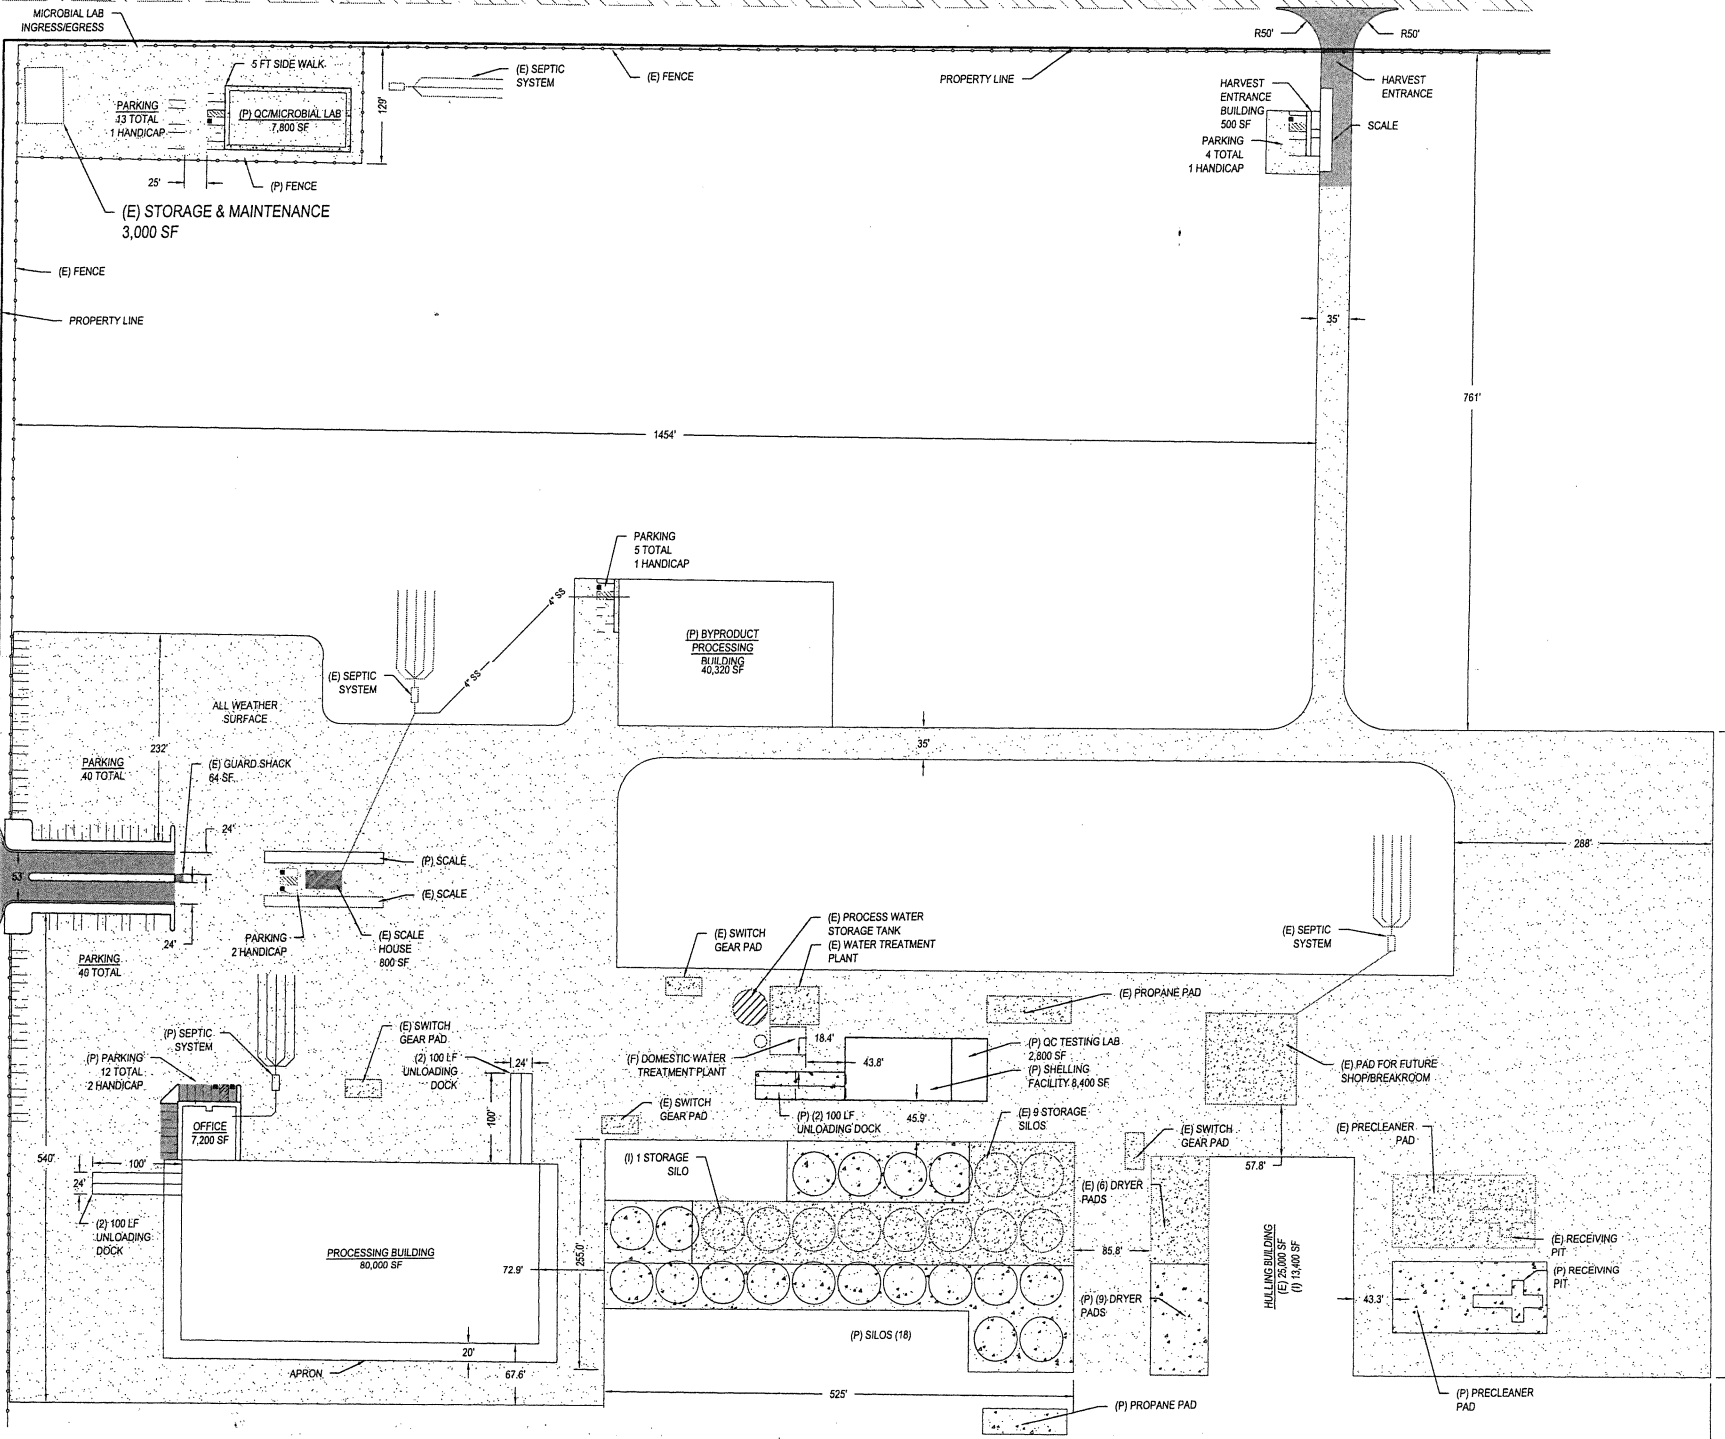 MICROBIAL LAB
INGRESS/EGRESS
5 FT SIDE WALK
(E) SEPTIC
SYSTEM
(E) FENCE
PROPERTY LINE
R50'
R50'
HARVEST
ENTRANCE
HARVEST
ENTRANCE
BUILDING
500 SF
SCALE
PARKING
4 TOTAL
1 HANDICAP
PARKING
13 TOTAL
1 HANDICAP
(P) QC/MICROBIAL LAB
7,800 SF
129'
25'
(P) FENCE
(E) STORAGE & MAINTENANCE
3,000 SF
(E) FENCE
PROPERTY LINE
35'
761'
1454'
PARKING
5 TOTAL
1 HANDICAP
4" SS
(P) BYPRODUCT
PROCESSING
BUILDING
40,320 SF
(E) SEPTIC
SYSTEM
4" SS
ALL WEATHER
SURFACE
232'
35'
PARKING
40 TOTAL
(E) GUARD SHACK
64 SF
24'
(P) SCALE
53'
(E) SCALE
288'
24'
PARKING
2 HANDICAP
(E) SCALE
HOUSE
800 SF
PARKING
40 TOTAL
(E) SWITCH
GEAR PAD
(E) PROCESS WATER
STORAGE TANK
(E) WATER TREATMENT
PLANT
(E) SEPTIC
SYSTEM
(E) PROPANE PAD
(P) SEPTIC
SYSTEM
(P) PARKING
12 TOTAL
2 HANDICAP
(E) SWITCH
GEAR PAD
(2) 100 LF
UNLOADING
DOCK
24'
100'
(F) DOMESTIC WATER
TREATMENT PLANT
18.4'
43.8'
(P) QC TESTING LAB
2,800 SF
(P) SHELLING
FACILITY 8,400 SF
(E) PAD FOR FUTURE
SHOP/BREAKROOM
OFFICE
7,200 SF
(E) SWITCH
GEAR PAD
(P) (2) 100 LF
UNLOADING DOCK
45.9'
(E) 9 STORAGE
SILOS
(E) SWITCH
GEAR PAD
(E) PRECLEANER
PAD
540'
100'
24'
(2) 100 LF
UNLOADING
DOCK
(I) 1 STORAGE
SILO
57.8'
(E) (6) DRYER
PADS
PROCESSING BUILDING
80,000 SF
72.9'
255.0'
85.8'
HULLING BUILDING
(E) 25,000 SF
(I) 13,400 SF
(E) RECEIVING
PIT
(P) RECEIVING
PIT
43.3'
(P) (9) DRYER
PADS
(P) SILOS (18)
20'
67.6'
APRON
525'
(P) PROPANE PAD
(P) PRECLEANER
PAD